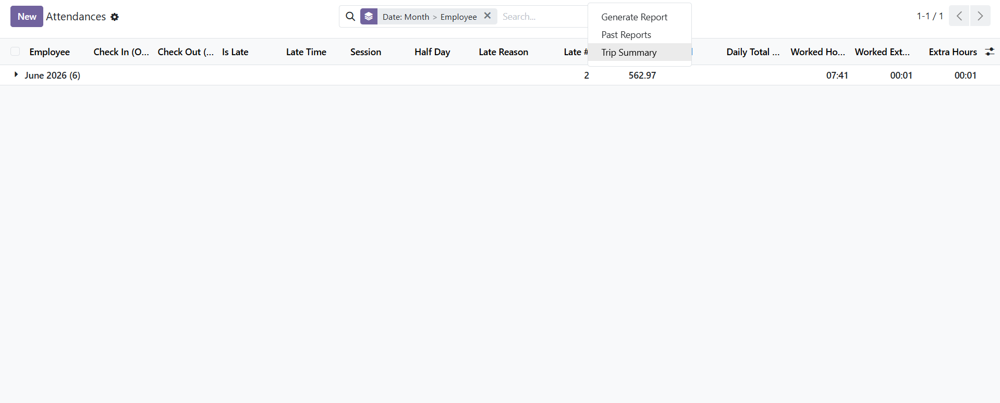 New Attendances Date: Month > Employee Search... Generate Report 1-1 / 1
Past Reports
Employee Check In (O... Check Out (... Is Late Late Time Session Half Day Late Reason Late # Trip Summary Daily Total ... Worked Ho... Worked Ext... Extra Hours
June 2026 (6) 2 562.97 07:41 00:01 00:01